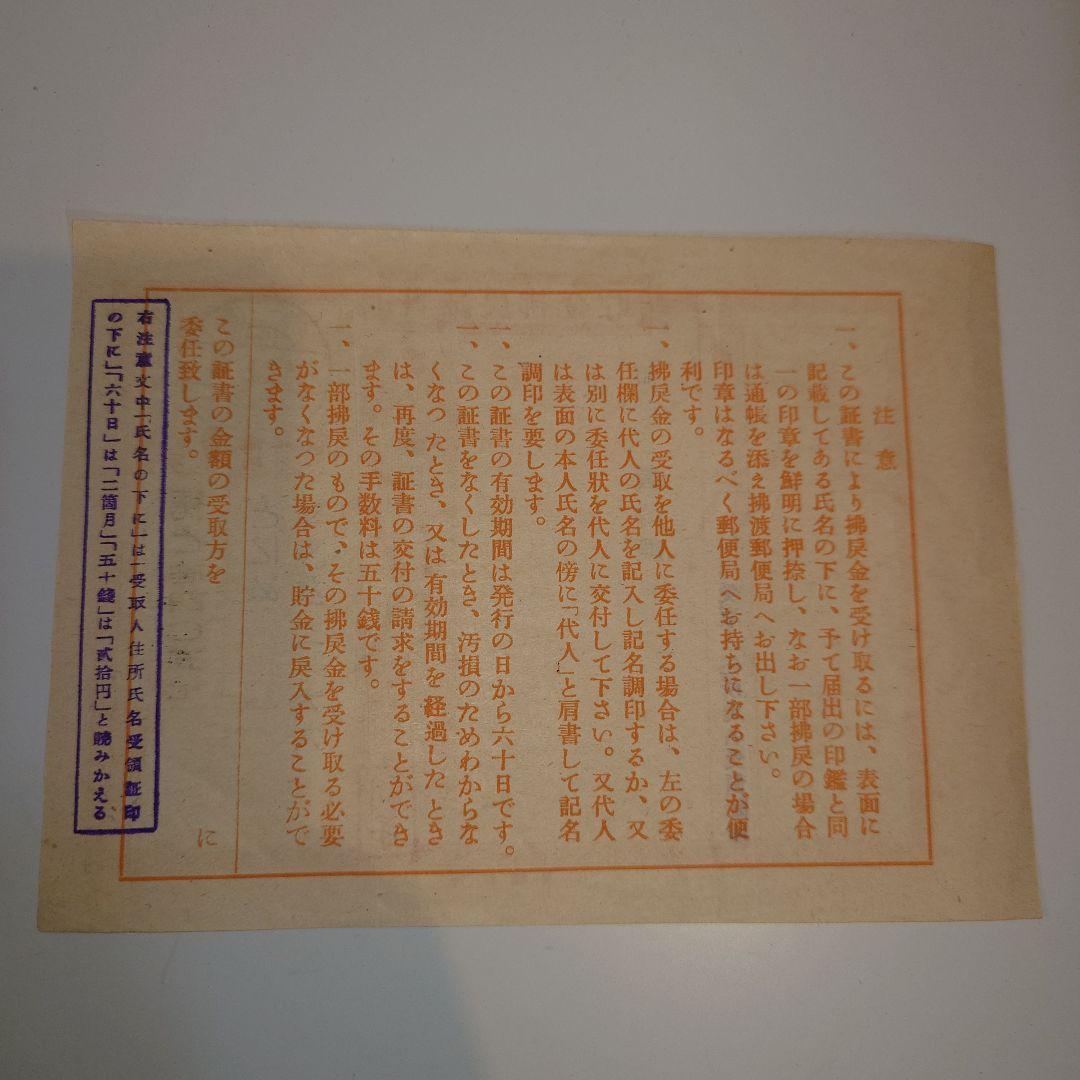 注意
一、この証書により拂戻金を受け取るには、表面に
記載してある氏名の下に、予て届出の印鑑と同
一の印章を鮮明に押捺し、なお一部拂戻の場合
は通帳を添え拂渡郵便局へお出し下さい。
印章はなるべく郵便局へお持ちになることが便
利です。
一、拂戻金の受取を他人に委任する場合は、左の委
任欄に代人の氏名を記入し記名調印するか、又
は別に委任狀を代人に交付して下さい。又代人
は表面の本人氏名の傍に「代人」と肩書して記名
調印を要します。
一、この証書の有効期間は発行の日から六十日です。
一、この証書をなくしたとき、汚損のためわからな
くなつたとき、又は有効期間を経過したとき
は、再度、証書の交付の請求をすることができ
ます。その手数料は五十銭です。
一、一部拂戻のもので、その拂戻金を受け取る必要
がなくなった場合は、貯金に戻入することがで
きます。
この証書の金額の受取方を
に
委任致します。
右注意文中「氏名の下に」は「受取人住所氏名受領証印
の下に」「六十日」は「二箇月」「五十銭」は「貳拾円」と読みかえる